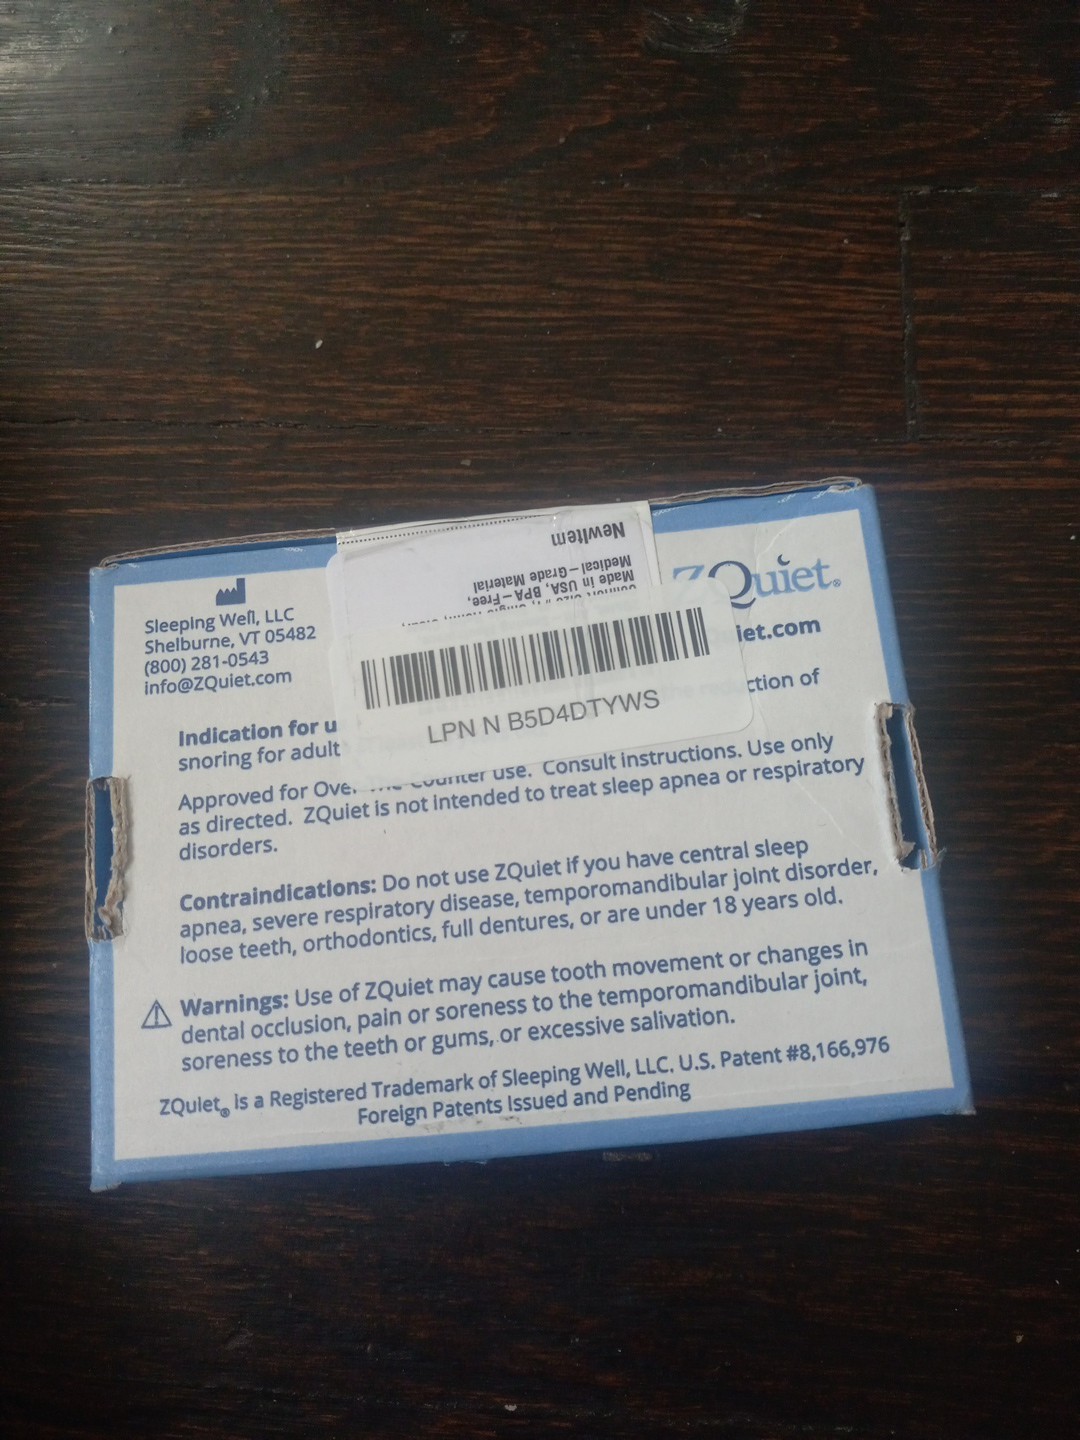 NewItem
Medical-Grade Material
Made in USA, BPA-Free,
Sleeping Well, LLC
Shelburne, VT 05482
(800) 281-0543
info@ZQuiet.com
ZQuiet®
iet.com
LPN N B5D4DTYWS
Indication for u
snoring for adult
ction of
Approved for Ove Counter use. Consult instructions. Use only
as directed. ZQuiet is not intended to treat sleep apnea or respiratory
disorders.
Contraindications: Do not use ZQuiet if you have central sleep
apnea, severe respiratory disease, temporomandibular joint disorder,
loose teeth, orthodontics, full dentures, or are under 18 years old.
Warnings: Use of ZQuiet may cause tooth movement or changes in
dental occlusion, pain or soreness to the temporomandibular joint,
soreness to the teeth or gums, or excessive salivation.
ZQuiet® is a Registered Trademark of Sleeping Well, LLC. U.S. Patent #8,166,976
Foreign Patents Issued and Pending